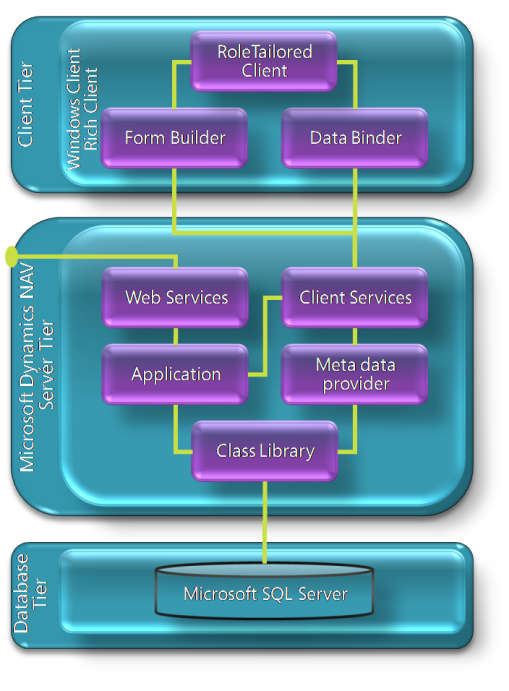 Client Tier
Windows Client
Rich Client
RoleTailored
Client
Form Builder
Data Binder
Microsoft Dynamics NAV
Server Tier
Web Services
Client Services
Application
Meta data
provider
Class Library
Database
Tier
Microsoft SQL Server